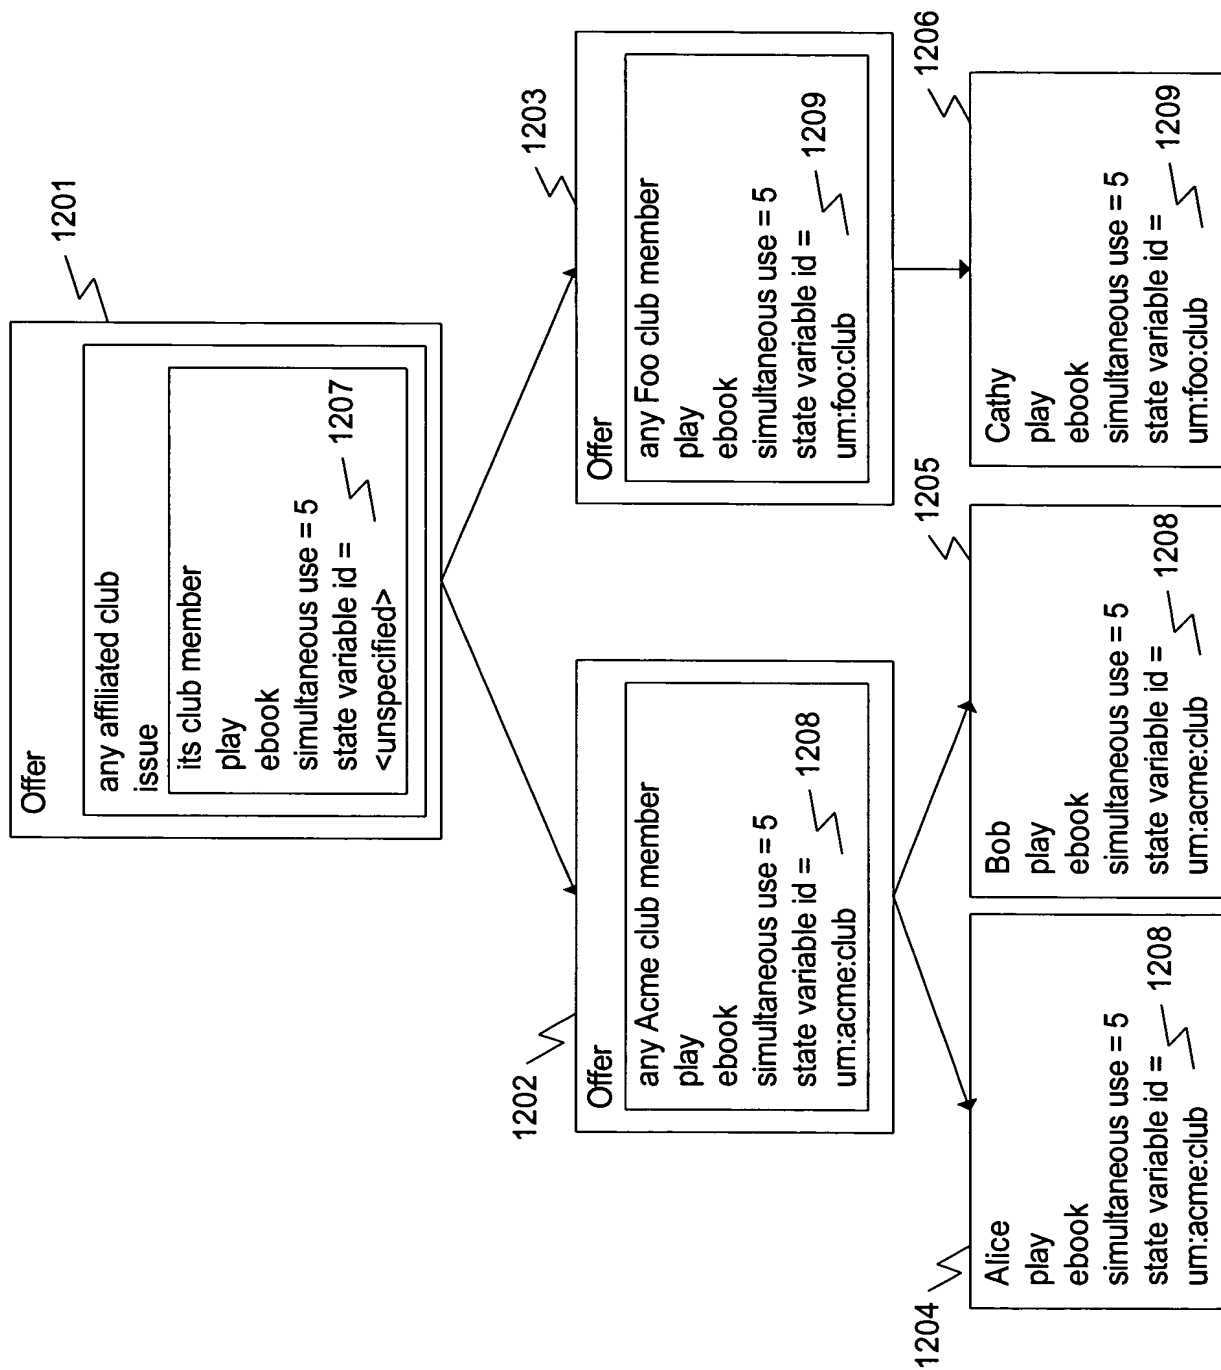 1201
Offer
any affiliated club
issue
its club member
play
ebook
simultaneous use = 5
state variable id =
1207
<unspecified>
1202
Offer
any Acme club member
play
ebook
simultaneous use = 5
state variable id =
1208
urn:acme:club
1203
Offer
any Foo club member
play
ebook
simultaneous use = 5
state variable id =
1209
urn:foo:club
1204
Alice
play
ebook
simultaneous use = 5
state variable id =
1208
urn:acme:club
1205
Bob
play
ebook
simultaneous use = 5
state variable id =
1208
urn:acme:club
1206
Cathy
play
ebook
simultaneous use = 5
state variable id =
1209
urn:foo:club